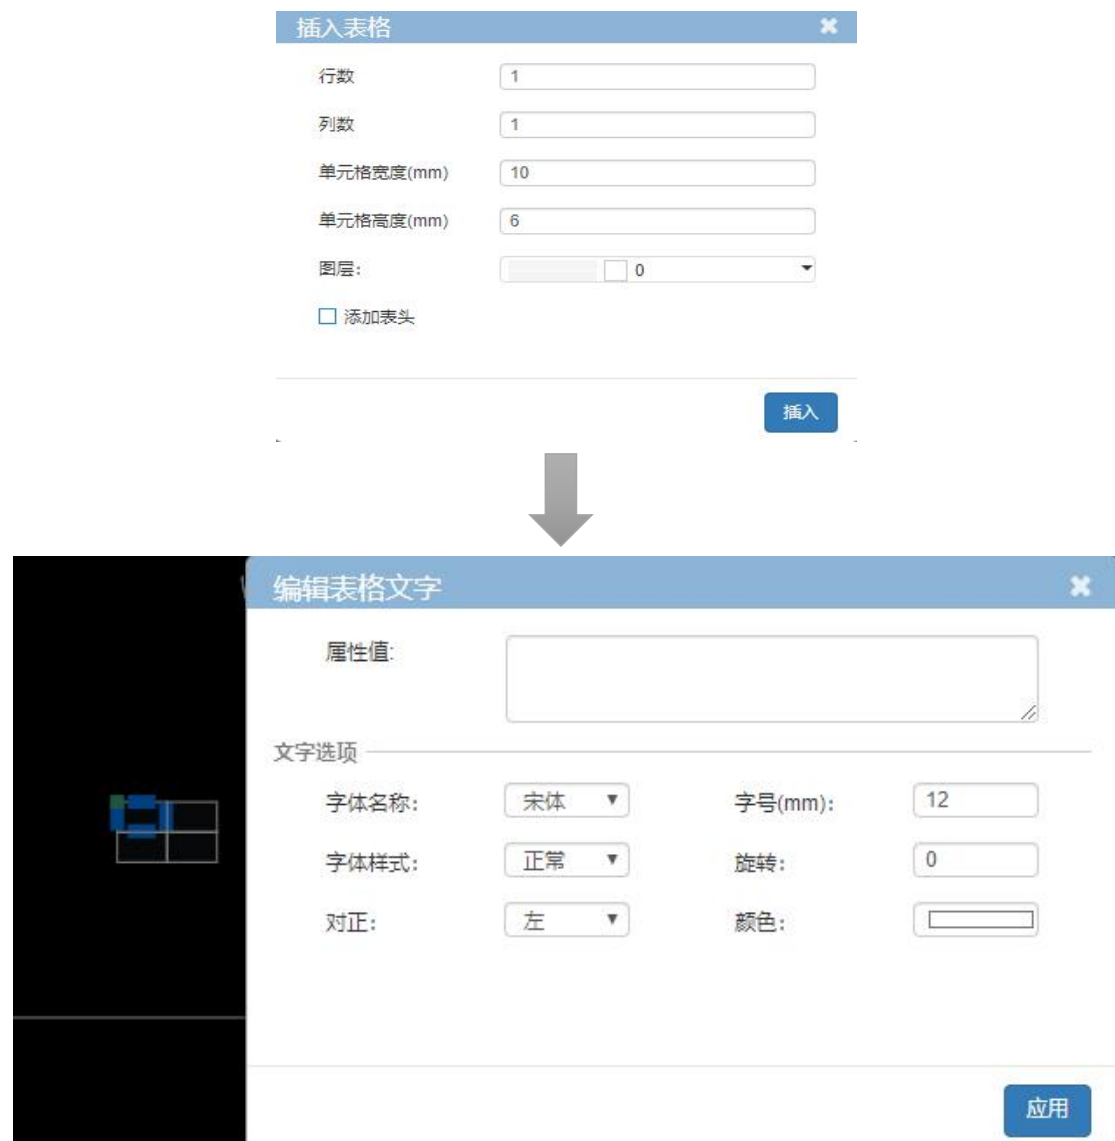 插入表格
行数 1
列数 1
单元格宽度(mm) 10
单元格高度(mm) 6
图层: 0
添加表头
插入
编辑表格文字
属性值:
文字选项
字体名称: 宋体 字号(mm): 12
字体样式: 正常 旋转: 0
对正: 左 颜色:
应用